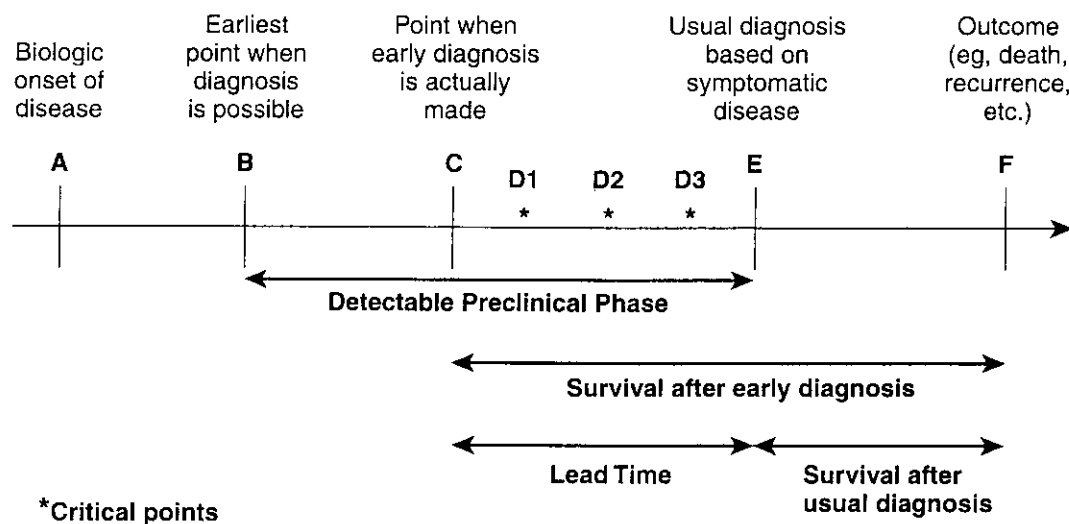 Biologic
onset of
disease
Earliest
point when
diagnosis
is possible
Point when
early diagnosis
is actually
made
Usual diagnosis
based on
symptomatic
disease
Outcome
(eg, death,
recurrence,
etc.)
A
B
C
D1
D2
D3
E
F
* * *
Detectable Preclinical Phase
Survival after early diagnosis
Lead Time
Survival after
usual diagnosis
*Critical points